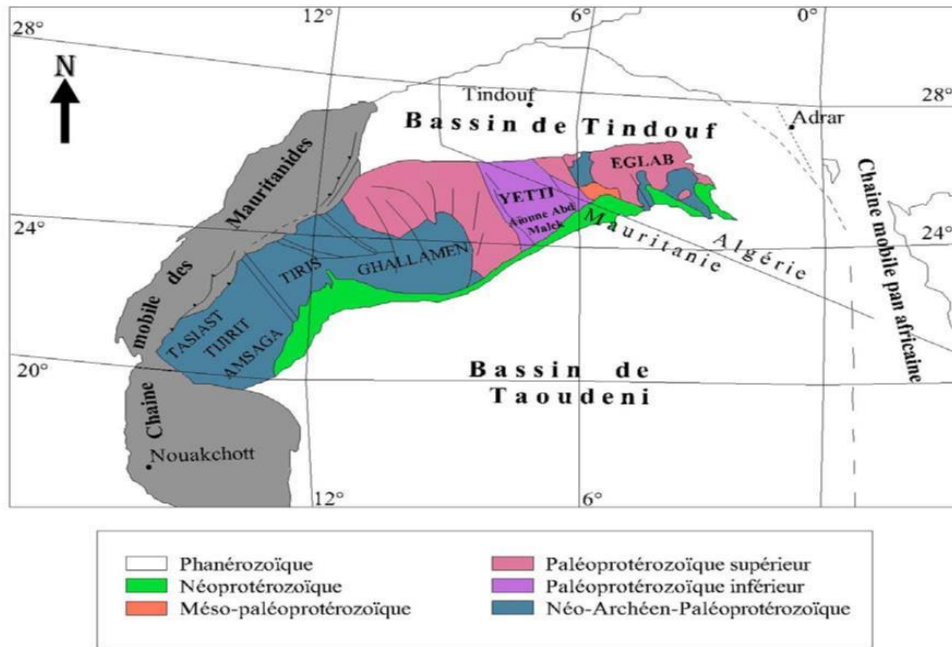 28°
12°
6°
0°
N
Tindouf
28°
Bassin de Tindouf
Adrar
EGLAB
YETTI
Aïoune Abd
Malek
24°
24°
Mauritanie
Algérie
Chaine mobile des Mauritanides
Chaine mobile pan africaine
TIRIS
GHALLAMEN
TASIAST
TIJIRIT
AMSAGA
20°
Bassin de
Taoudeni
Nouakchott
12°
6°
Phanérozoïque
Néoprotérozoïque
Méso-paléoprotérozoïque
Paléoprotérozoïque supérieur
Paléoprotérozoïque inférieur
Néo-Archéen-Paléoprotérozoïque